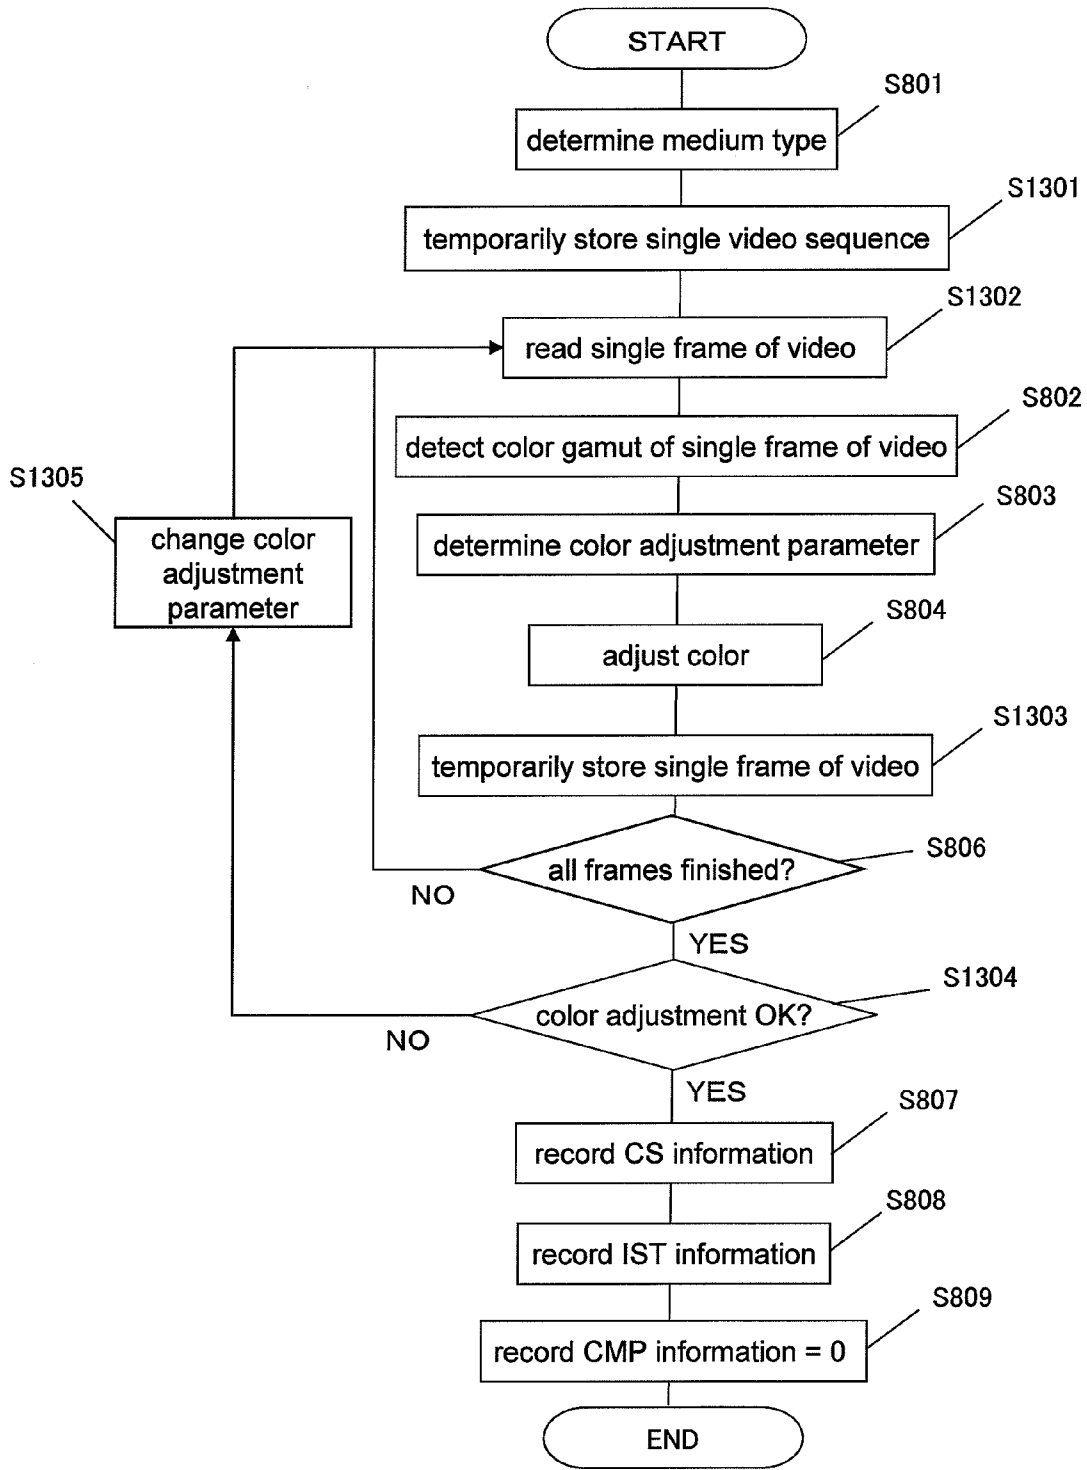 START
S801
determine medium type
S1301
temporarily store single video sequence
S1302
read single frame of video
S802
detect color gamut of single frame of video
S803
determine color adjustment parameter
S1305
change color
adjustment
parameter
S804
adjust color
S1303
temporarily store single frame of video
S806
all frames finished?
NO
YES
S1304
color adjustment OK?
NO
YES
S807
record CS information
S808
record IST information
S809
record CMP information = 0
END